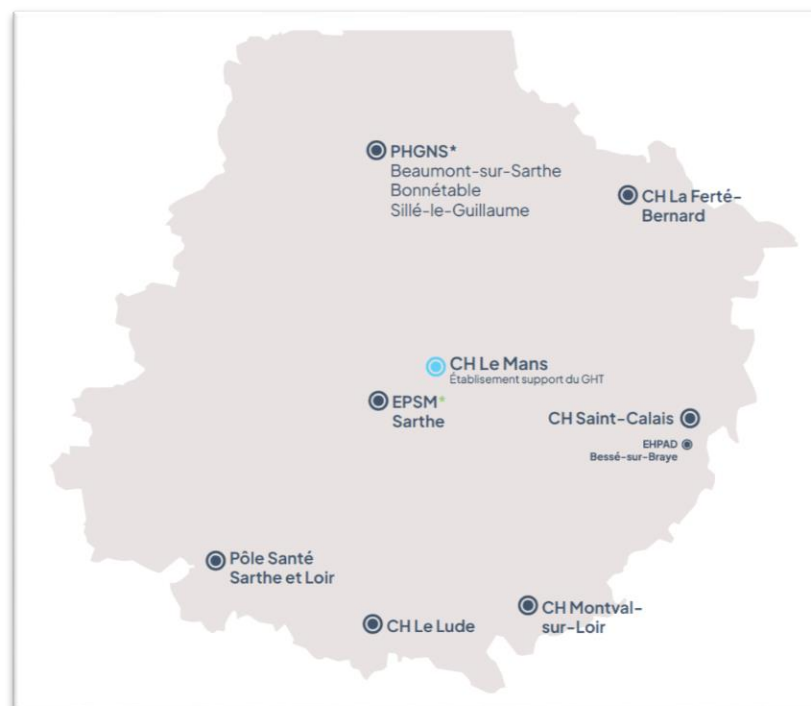 PHGNS*
Beaumont-sur-Sarthe
Bonnétable
Sillé-le-Guillaume
CH La Ferté-
Bernard
CH Le Mans
Établisement support du GHT
EPSM*
Sarthe
CH Saint-Calais
EHPAD
Bessé-sur-Braye
Pôle Santé
Sarthe et Loir
CH Montval-
sur-Loir
CH Le Lude